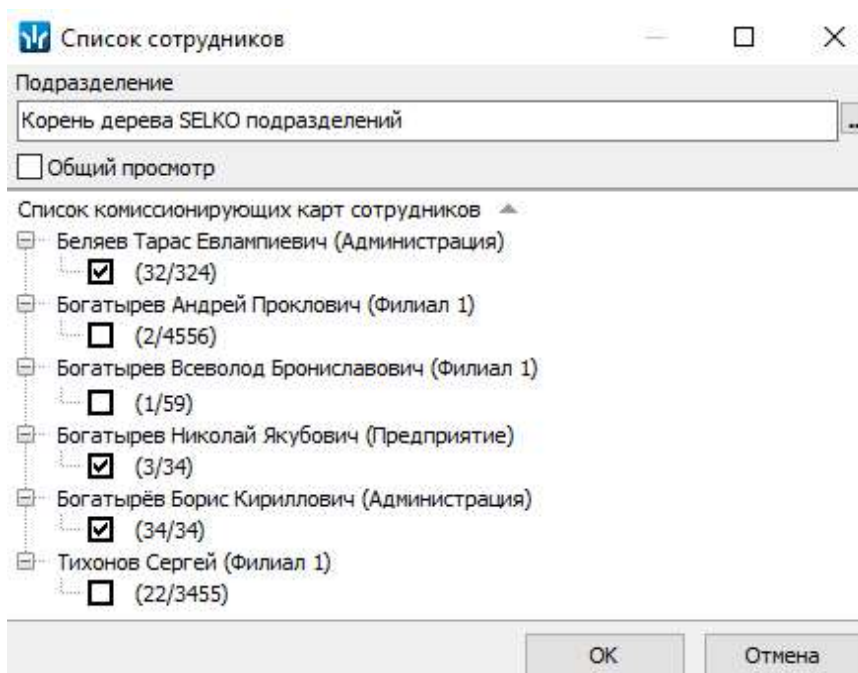 Список сотрудников
Подразделение
Корень дерева SELKO подразделений
Общий просмотр
Список комиссионирующих карт сотрудников
Беляев Тарас Евлампиевич (Администрация)
(32/324)
Богатырев Андрей Проклович (Филиал 1)
(2/4556)
Богатырев Всеволод Брониславович (Филиал 1)
(1/59)
Богатырев Николай Якубович (Предприятие)
(3/34)
Богатырёв Борис Кириллович (Администрация)
(34/34)
Тихонов Сергей (Филиал 1)
(22/3455)
OK Отмена